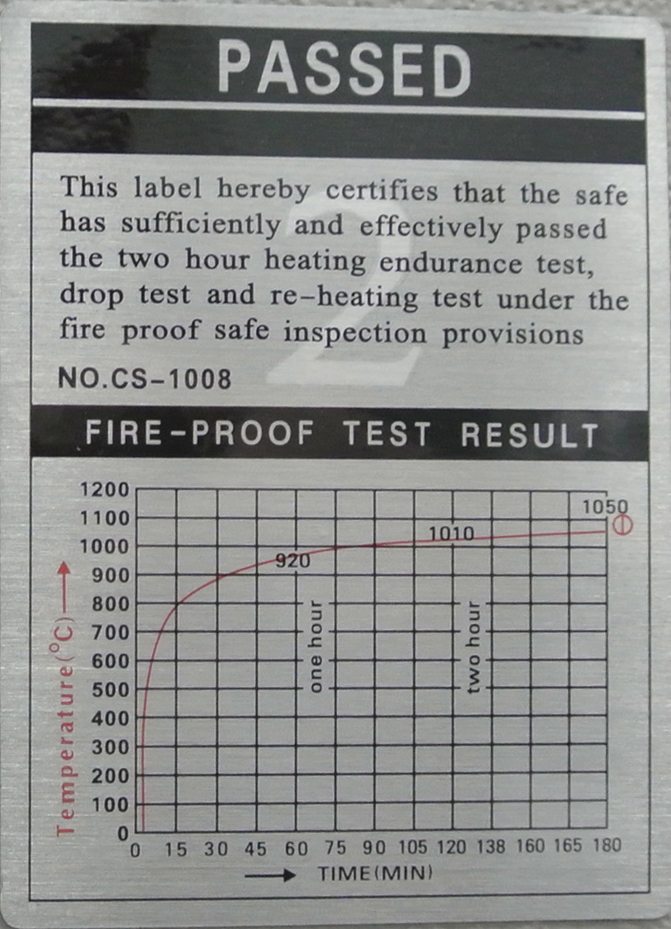 PASSED
This label hereby certifies that the safe
has sufficiently and effectively passed
the two hour heating endurance test,
drop test and re-heating test under the
fire proof safe inspection provisions
2
NO.CS-1008
FIRE-PROOF TEST RESULT
Temperature(°C)
1200
1100
1000
900
800
700
600
500
400
300
200
100
0
920
1010
1050
one hour
two hour
0 15 30 45 60 75 90 105 120 138 160 165 180
TIME(MIN)